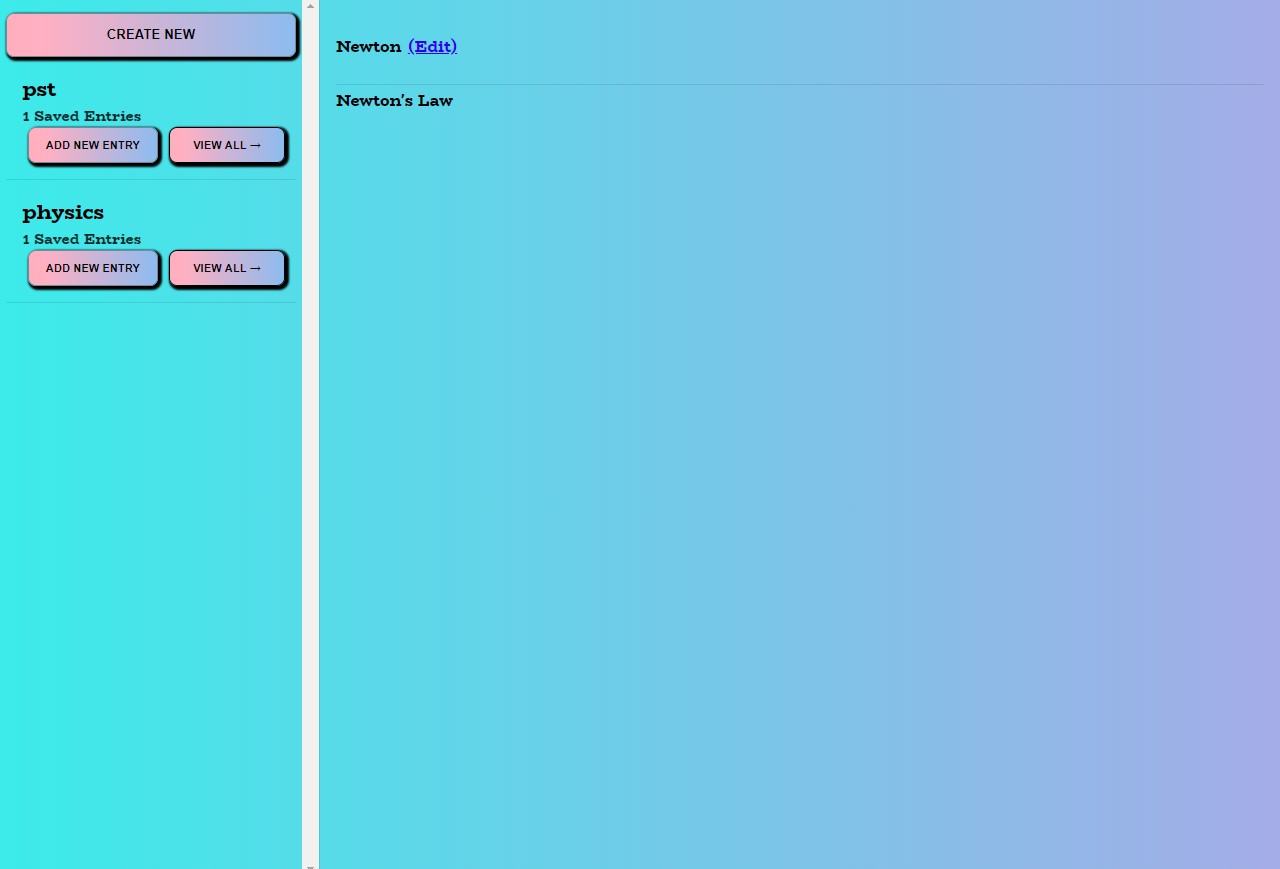 CREATE NEW
pst
1 Saved Entries
ADD NEW ENTRY
VIEW ALL →
physics
1 Saved Entries
ADD NEW ENTRY
VIEW ALL →
Newton (Edit)
Newton's Law